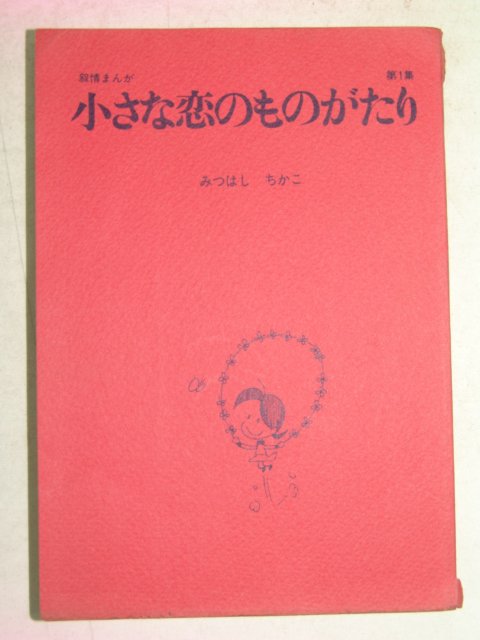 叙情まんが 第1集
小さな恋のものがたり
みつはし ちかこ